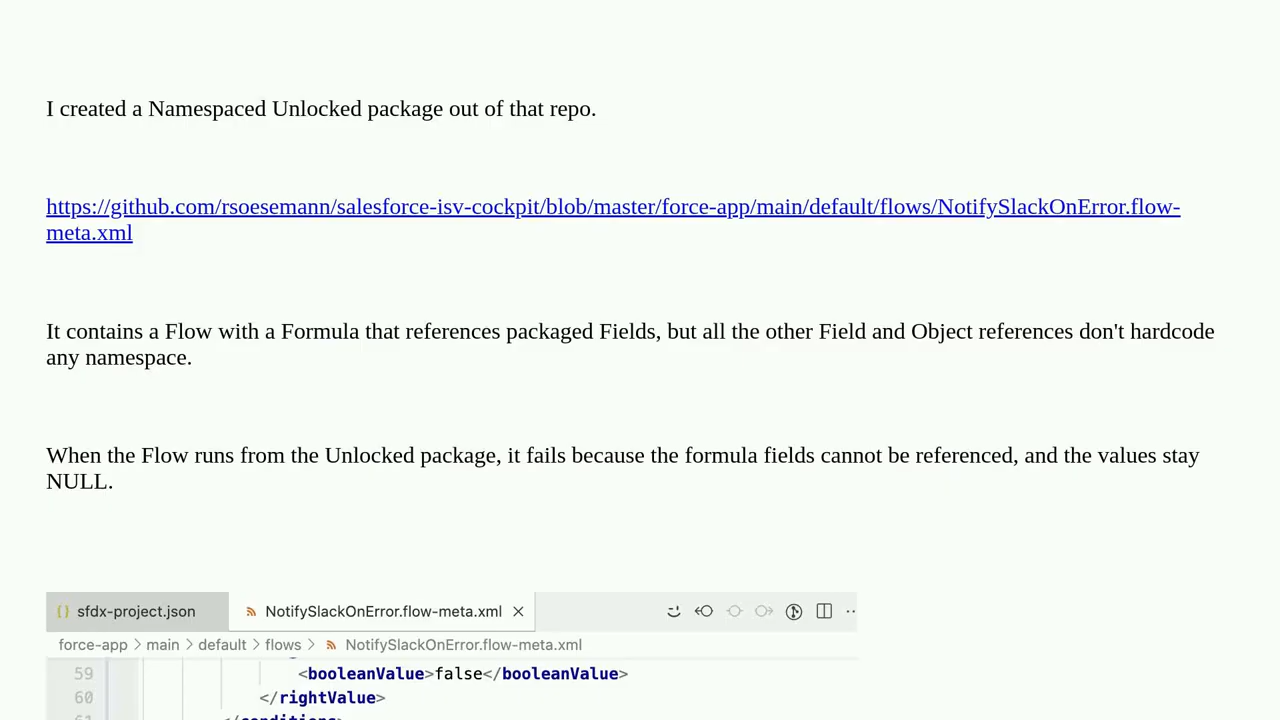 I created a Namespaced Unlocked package out of that repo.
https://github.com/rsoesemann/salesforce-isv-cockpit/blob/master/force-app/main/default/flows/NotifySlackOnError.flow-
meta.xml
It contains a Flow with a Formula that references packaged Fields, but all the other Field and Object references don't hardcode
any namespace.
When the Flow runs from the Unlocked package, it fails because the formula fields cannot be referenced, and the values stay
NULL.
{} sfdx-project.json NotifySlackOnError.flow-meta.xml ×
force-app > main > default > flows > NotifySlackOnError.flow-meta.xml
59 <booleanValue>false</booleanValue>
60 </rightValue>
61 </conditions>